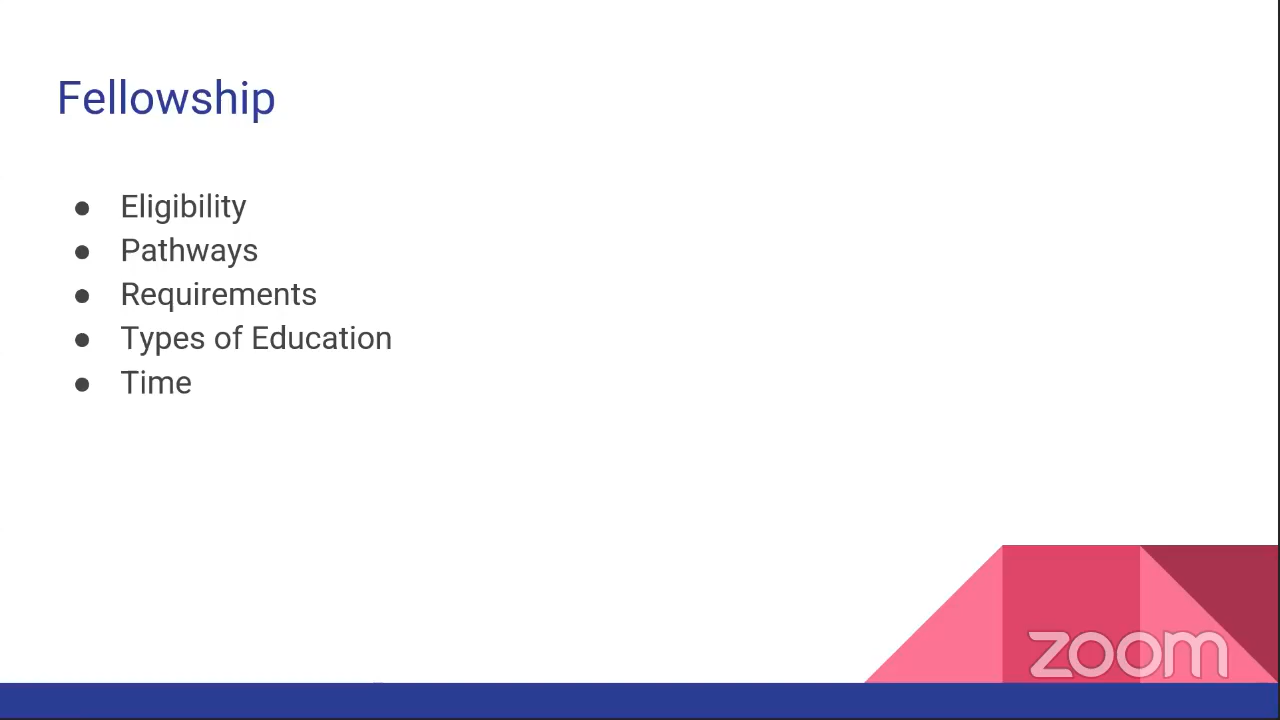 Fellowship
● Eligibility
● Pathways
● Requirements
● Types of Education
● Time
zoom